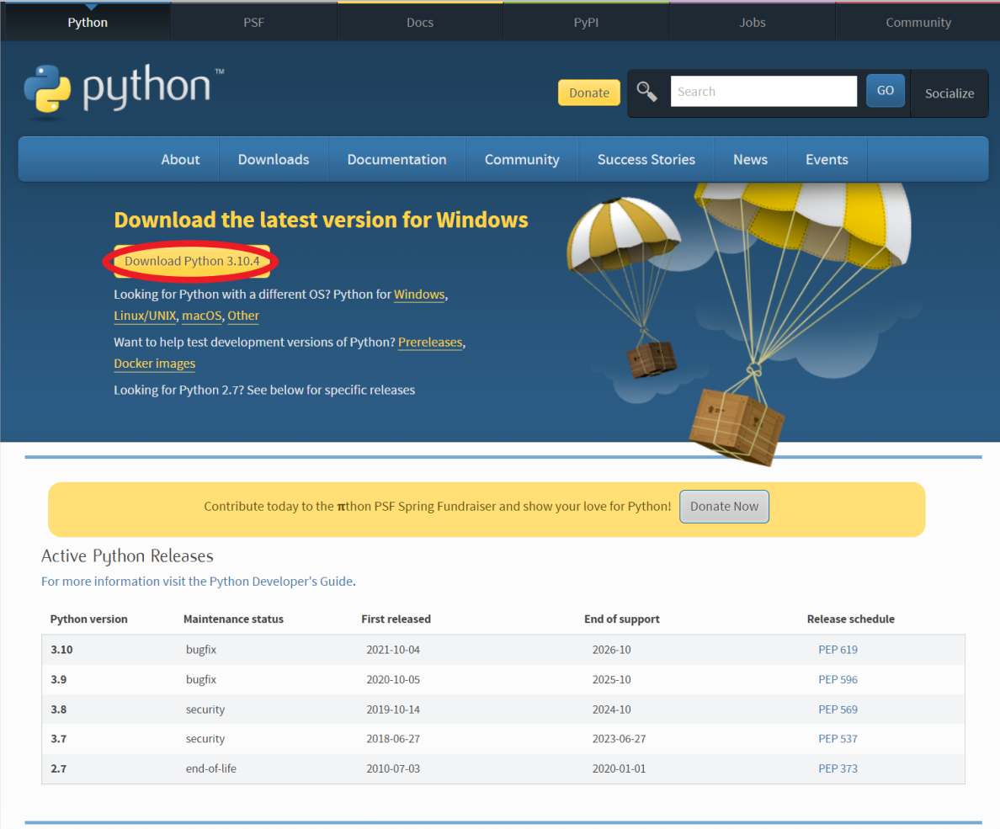 Python PSF Docs PyPI Jobs Community
python™
Donate Search GO Socialize
About Downloads Documentation Community Success Stories News Events
Download the latest version for Windows
Download Python 3.10.4
Looking for Python with a different OS? Python for Windows,
Linux/UNIX, macOS, Other
Want to help test development versions of Python? Prereleases,
Docker images
Looking for Python 2.7? See below for specific releases
Contribute today to the πthon PSF Spring Fundraiser and show your love for Python! Donate Now
Active Python Releases
For more information visit the Python Developer's Guide.
Python version Maintenance status First released End of support Release schedule
3.10 bugfix 2021-10-04 2026-10 PEP 619
3.9 bugfix 2020-10-05 2025-10 PEP 596
3.8 security 2019-10-14 2024-10 PEP 569
3.7 security 2018-06-27 2023-06-27 PEP 537
2.7 end-of-life 2010-07-03 2020-01-01 PEP 373